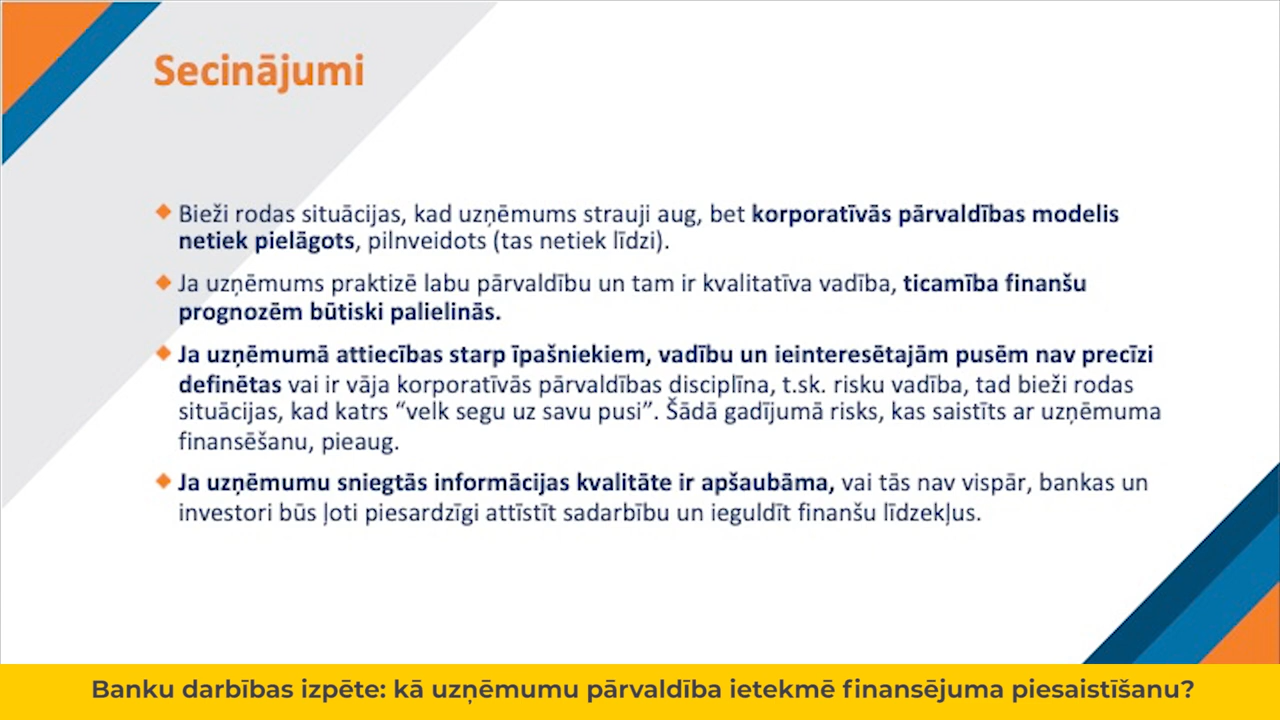 Secinājumi
Bieži rodas situācijas, kad uzņēmums strauji aug, bet korporatīvās pārvaldības modelis
netiek pielāgots, pilnveidots (tas netiek līdzi).
Ja uzņēmums praktizē labu pārvaldību un tam ir kvalitatīva vadība, ticamība finanšu
prognozēm būtiski palielinās.
Ja uzņēmumā attiecības starp īpašniekiem, vadību un ieinteresētajām pusēm nav precīzi
definētas vai ir vāja korporatīvās pārvaldības disciplīna, t.sk. risku vadība, tad bieži rodas
situācijas, kad katrs “velk segu uz savu pusi”. Šādā gadījumā risks, kas saistīts ar uzņēmuma
finansēšanu, pieaug.
Ja uzņēmumu sniegtās informācijas kvalitāte ir apšaubāma, vai tās nav vispār, bankas un
investori būs ļoti piesardzīgi attīstīt sadarbību un ieguldīt finanšu līdzekļus.
Banku darbības izpēte: kā uzņēmumu pārvaldība ietekmē finansējuma piesaistīšanu?